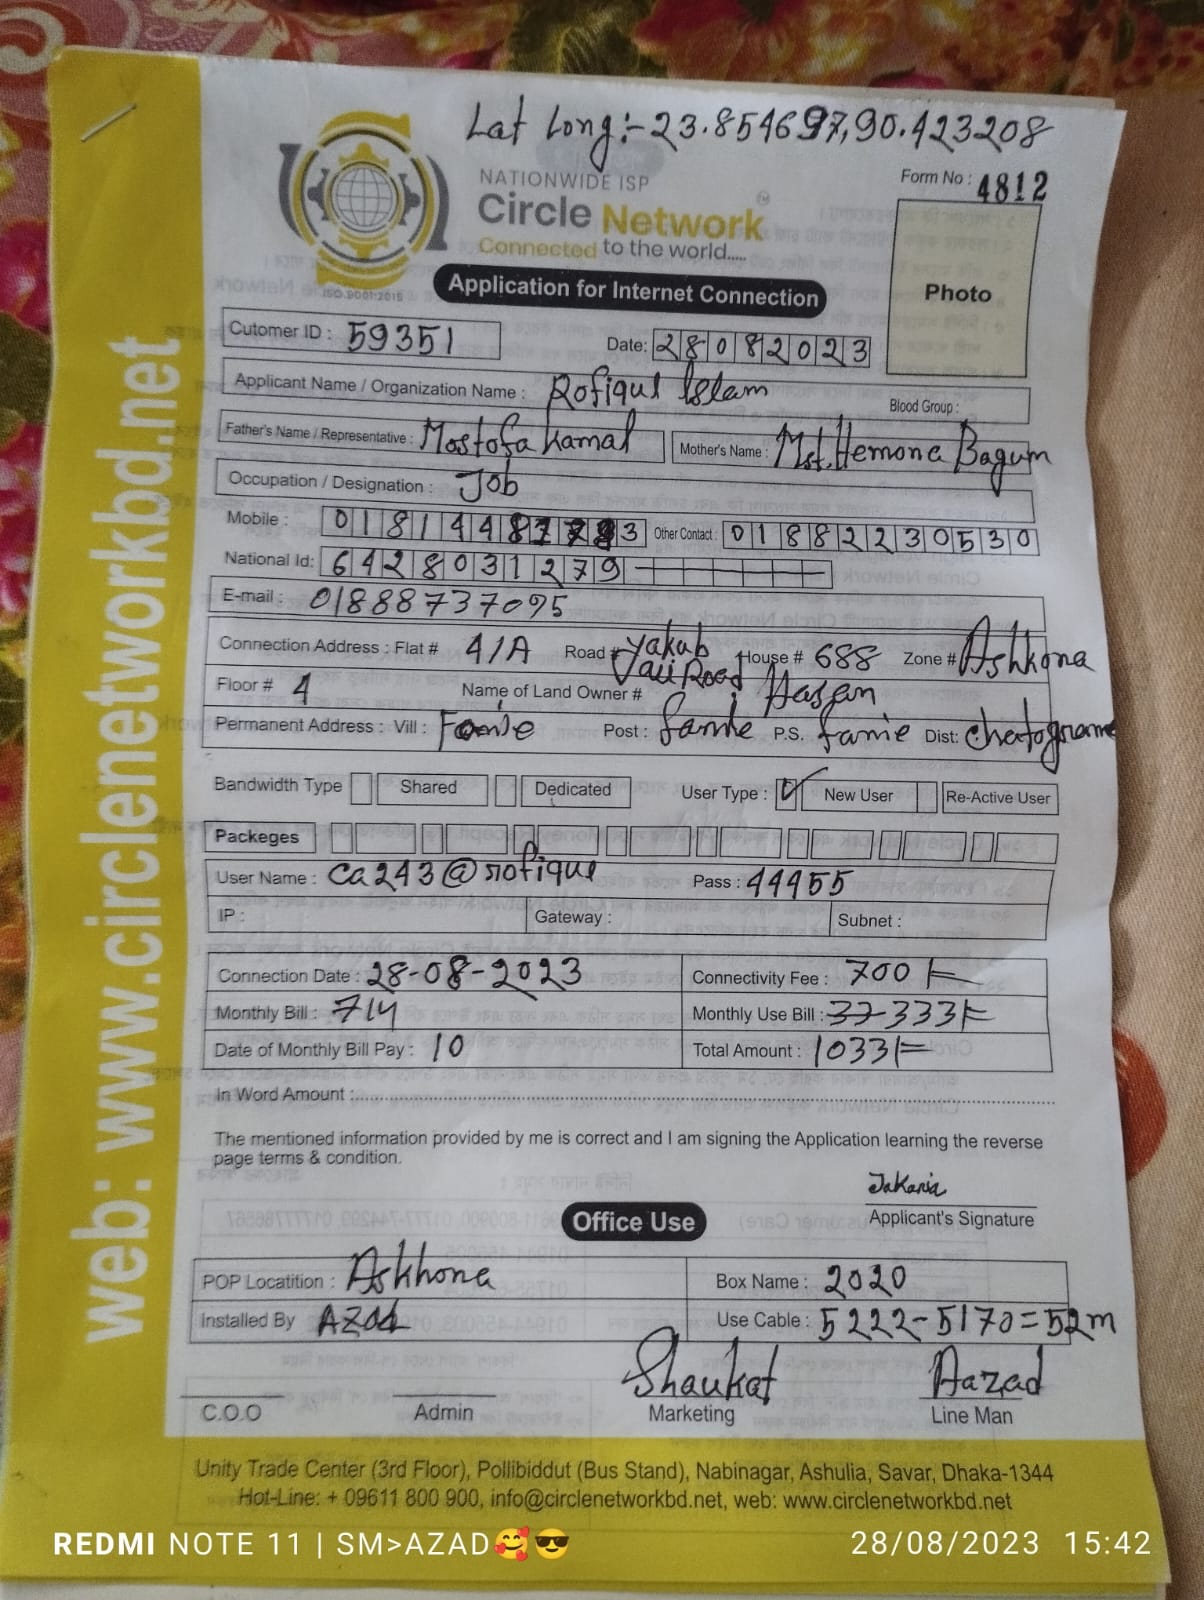 Lat Long:- 23.854697,90.423208
NATIONWIDE ISP
Form No : 4812
Circle Network
Connected to the world.....
ISO.9001:2015
Application for Internet Connection
Photo
Cutomer ID : 59351
Date: 28082023
Applicant Name / Organization Name : Rofiqul Islam
Blood Group :
Father's Name / Representative : Mostofa Kamal
Mother's Name : Mst. Hemona Bagum
Occupation / Designation : Job
Mobile : 0181448
Other Contact : 01882230530
National Id: 6428031279
E-mail : 01888737095
Connection Address : Flat # 4/A Road # yakub House # 688 Zone # Ashkona
Road
Floor # 4 Name of Land Owner # Hassan
Permanent Address : Vill : Post : P.S. Dist:
Bandwidth Type Shared Dedicated User Type : New User Re-Active User
Packeges
User Name : ca243@rofique Pass : 44455
IP : Gateway : Subnet :
Connection Date : 28-08-2023 Connectivity Fee : 700/=
Monthly Bill : 714 Monthly Use Bill : 333/=
Date of Monthly Bill Pay : 10 Total Amount : 1033/=
In Word Amount :
The mentioned information provided by me is correct and I am signing the Application learning the reverse
page terms & condition.
Jakaria
Applicant's Signature
Office Use
POP Locatition : Askhona Box Name : 2020
Installed By AZad Use Cable : 5222-5170=52m
Shaukat Aazad
C.O.O Admin Marketing Line Man
Unity Trade Center (3rd Floor), Pollibiddut (Bus Stand), Nabinagar, Ashulia, Savar, Dhaka-1344
Hot-Line: + 09611 800 900, info@circlenetworkbd.net, web: www.circlenetworkbd.net
web: www.circlenetworkbd.net
REDMI NOTE 11 | SM>AZAD🥰😎
28/08/2023 15:42